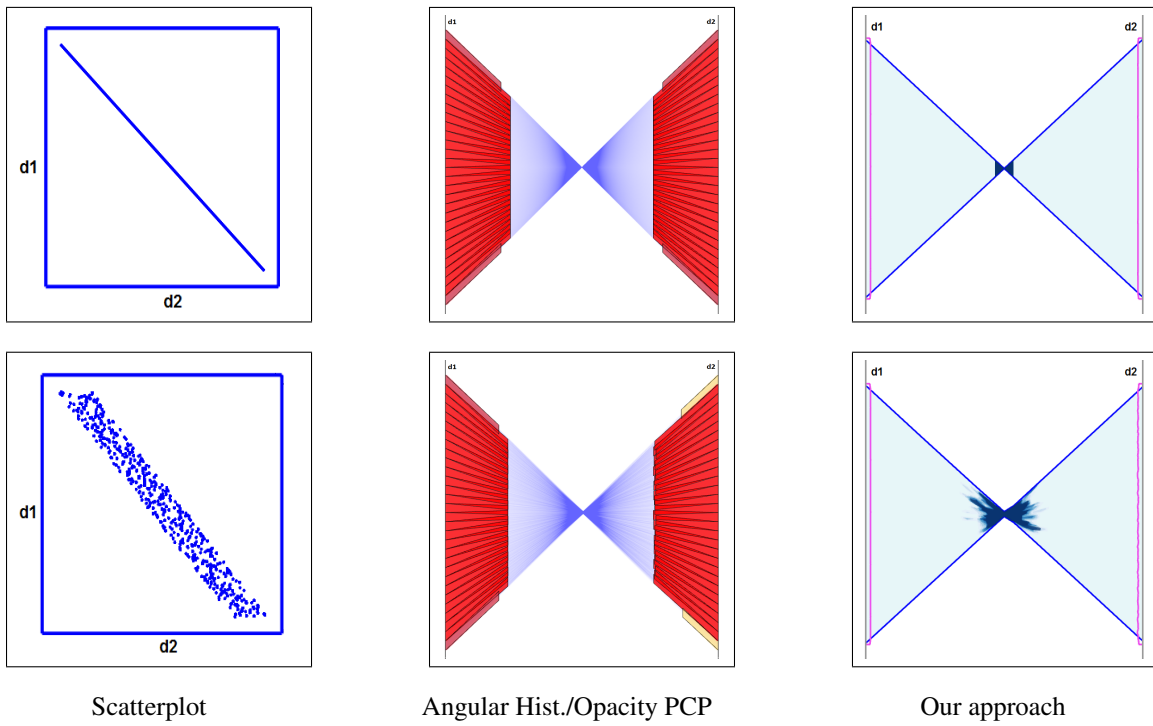 d1
d2
d1 d2
d1 d2
d1
d2
d1 d2
d1 d2
Scatterplot
Angular Hist./Opacity PCP
Our approach